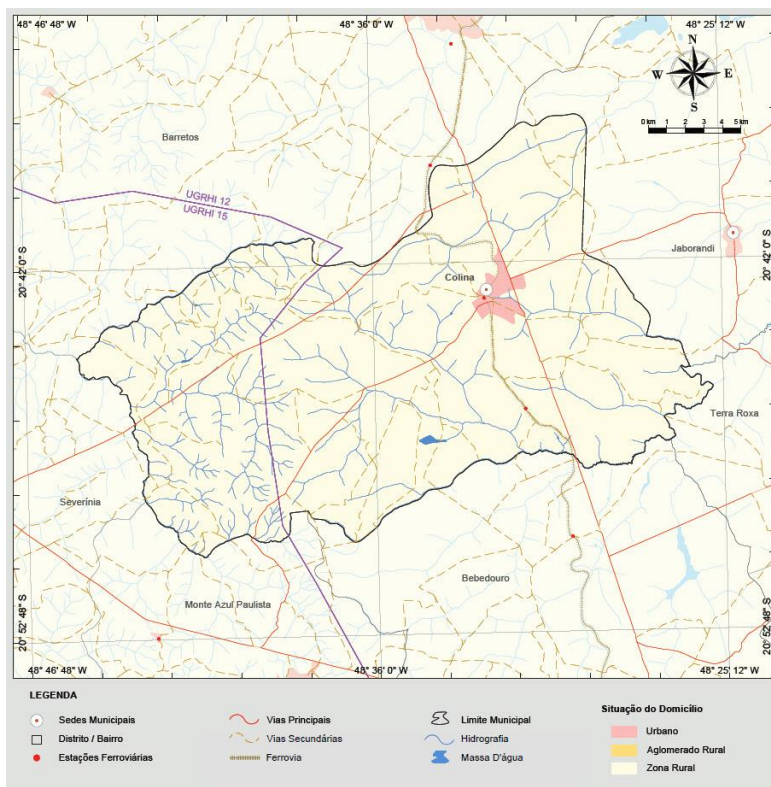 48° 46' 48" W
48° 36' 0" W
48° 25' 12" W
N
W E
S
0 km 1 2 3 4 5 km
Barretos
UGRHI 12
UGRHI 15
Jaborandi
20° 42' 0" S
20° 42' 0" S
Colina
Terra Roxa
Severínia
Bebedouro
Monte Azul Paulista
20° 52' 48" S
20° 52' 48" S
48° 46' 48" W
48° 36' 0" W
48° 25' 12" W
LEGENDA
Sedes Municipais
Distrito / Bairro
Estações Ferroviárias
Vias Principais
Vias Secundárias
Ferrovia
Limite Municipal
Hidrografia
Massa D'água
Situação do Domicílio
Urbano
Aglomerado Rural
Zona Rural